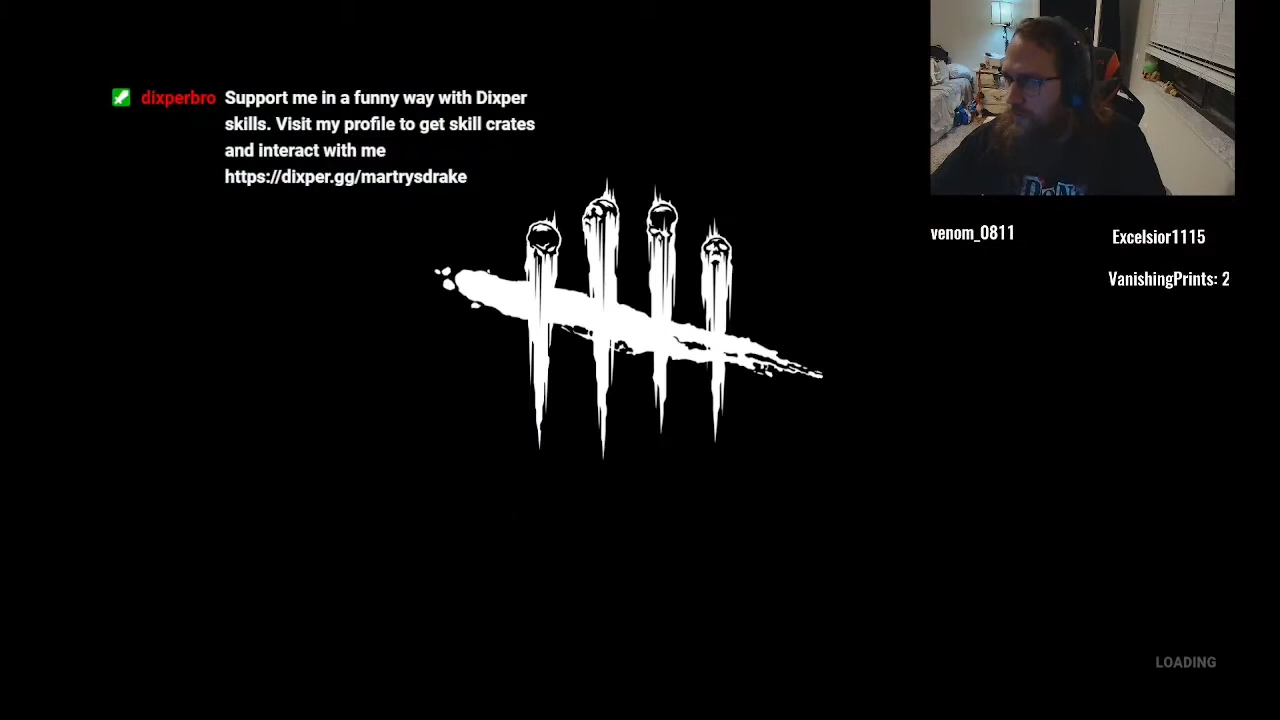 dixperbro Support me in a funny way with Dixper
skills. Visit my profile to get skill crates
and interact with me
https://dixper.gg/martrysdrake
venom_0811
Excelsior1115
VanishingPrints: 2
LOADING